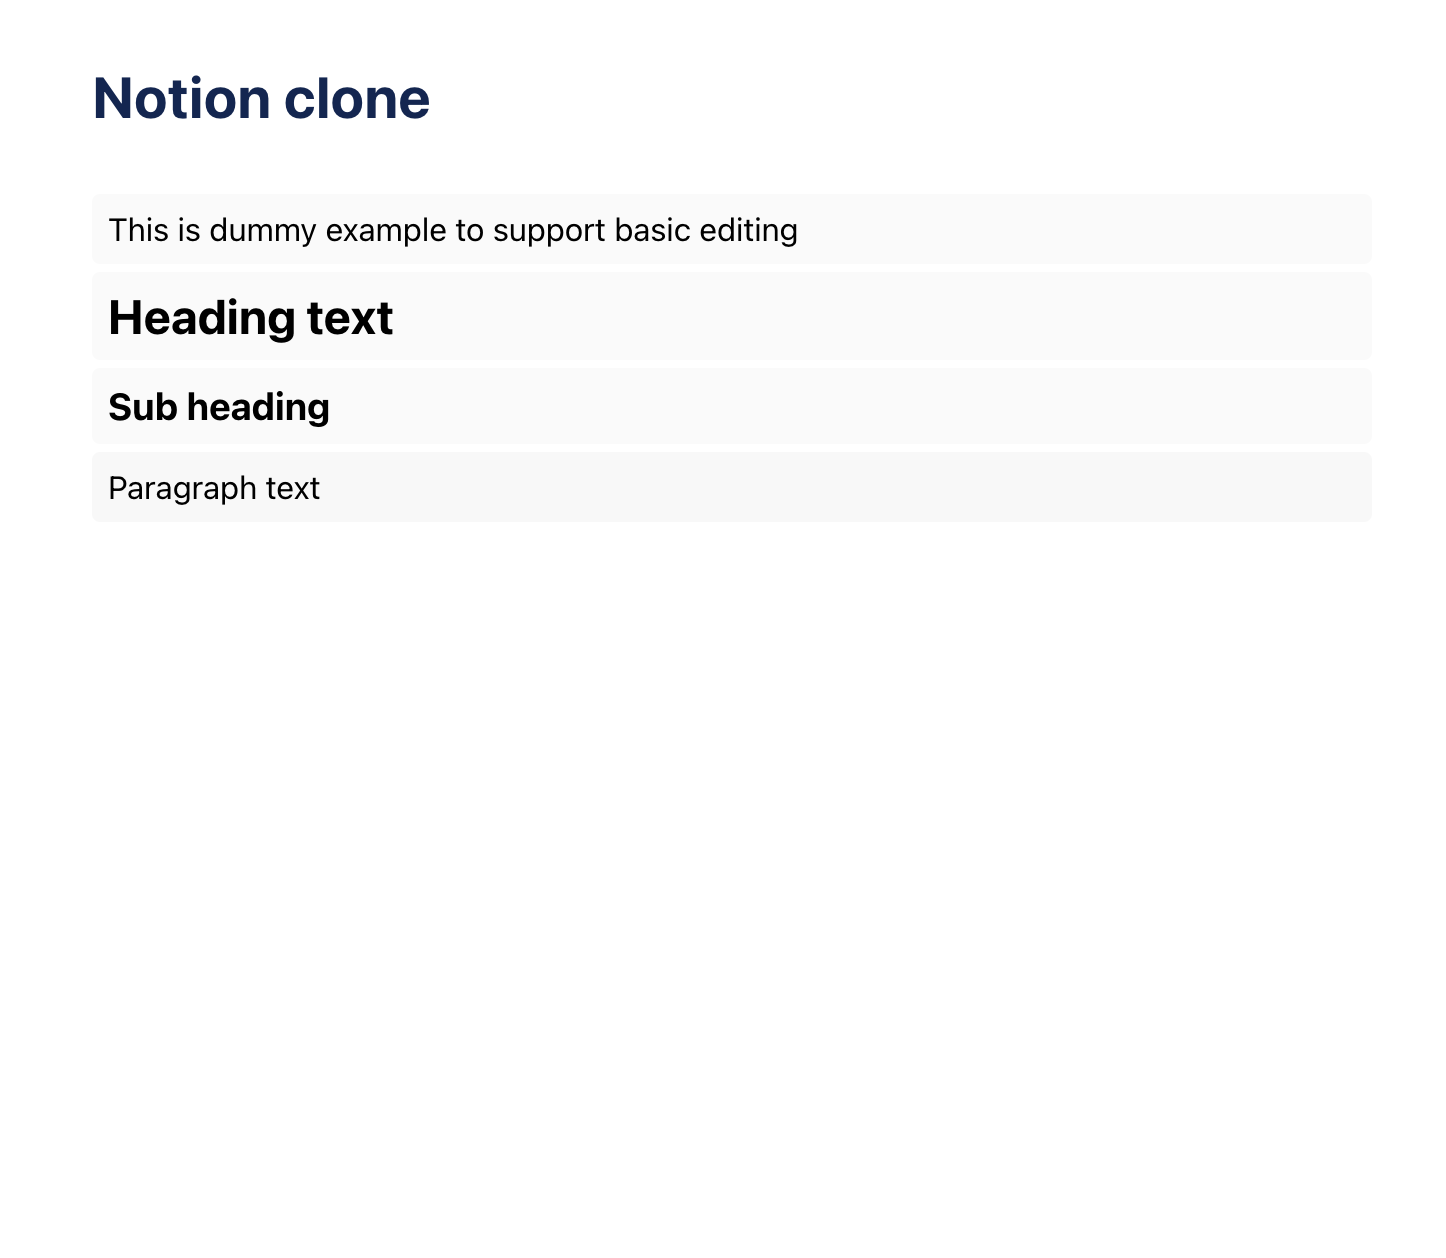 Notion clone
This is dummy example to support basic editing
Heading text
Sub heading
Paragraph text